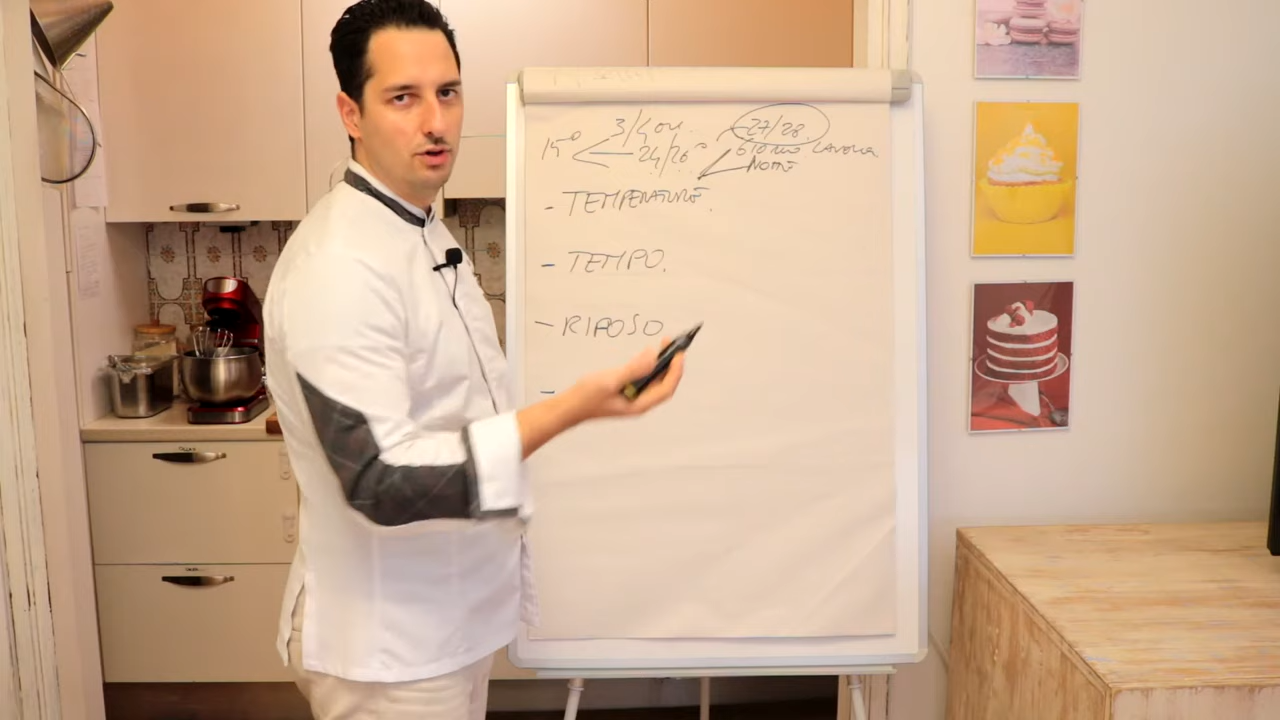 15° 3/4 ore 27/28
24/26° GIORNO LAVORA
NOTTE
- TEMPERATURE.
- TEMPO.
- RIPOSO
-